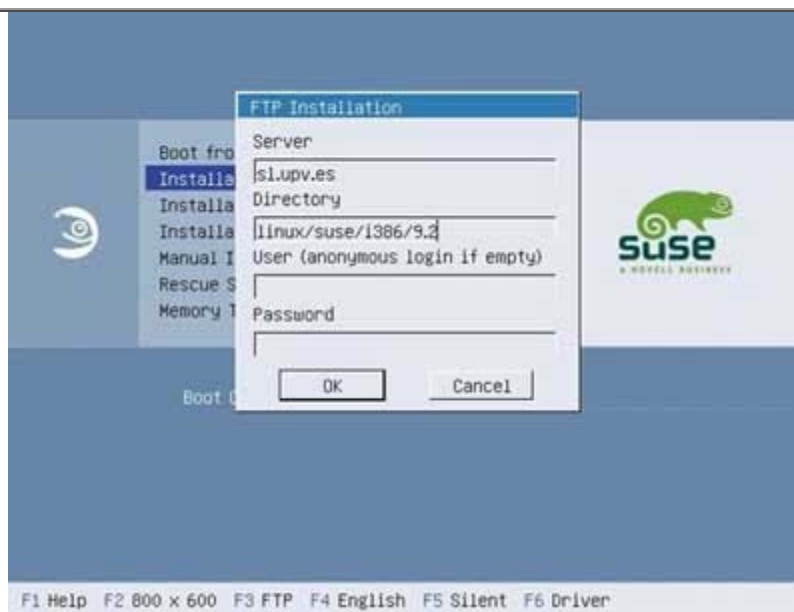 FTP Installation
Server
sl.upv.es
Directory
linux/suse/i386/9.2
User (anonymous login if empty)
Password
OK Cancel
Boot fro
Installa
Installa
Installa
Manual I
Rescue S
Memory T
Boot
SUSE
A NOVELL BUSINESS
F1 Help F2 800 x 600 F3 FTP F4 English F5 Silent F6 Driver